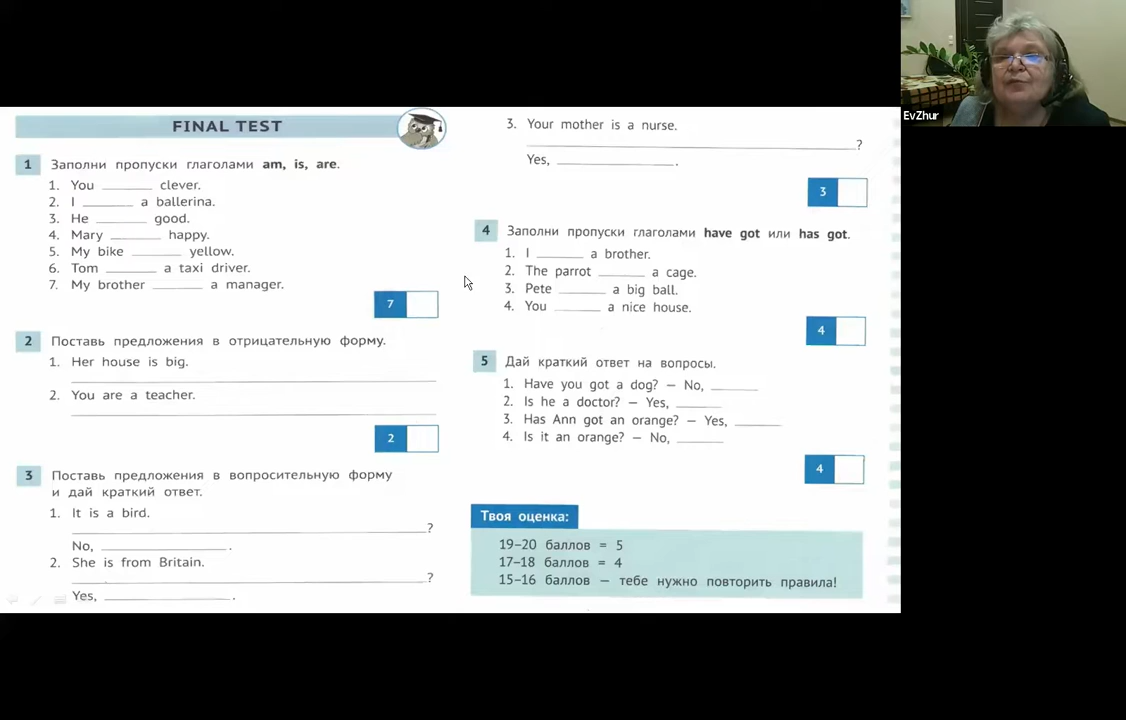 EvZhur
FINAL TEST
1 Заполни пропуски глаголами am, is, are.
1. You ______ clever.
2. I ______ a ballerina.
3. He ______ good.
4. Mary ______ happy.
5. My bike ______ yellow.
6. Tom ______ a taxi driver.
7. My brother ______ a manager.
7
2 Поставь предложения в отрицательную форму.
1. Her house is big.
2. You are a teacher.
2
3 Поставь предложения в вопросительную форму
и дай краткий ответ.
1. It is a bird.
?
No, ______ .
2. She is from Britain.
?
Yes, ______ .
3. Your mother is a nurse.
?
Yes, ______ .
3
4 Заполни пропуски глаголами have got или has got.
1. I ______ a brother.
2. The parrot ______ a cage.
3. Pete ______ a big ball.
4. You ______ a nice house.
4
5 Дай краткий ответ на вопросы.
1. Have you got a dog? — No, ______
2. Is he a doctor? — Yes, ______
3. Has Ann got an orange? — Yes, ______
4. Is it an orange? — No, ______
4
Твоя оценка:
19–20 баллов = 5
17–18 баллов = 4
15–16 баллов — тебе нужно повторить правила!